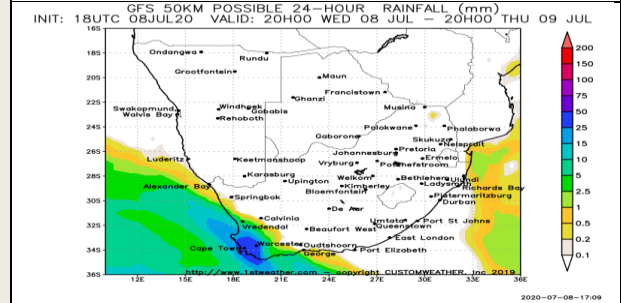 GFS 50KM POSSIBLE 24-HOUR RAINFALL (mm)
INIT: 18UTC 08JUL20 VALID: 20H00 WED 08 JUL - 20H00 THU 09 JUL
16S
18S
20S
22S
24S
26S
28S
30S
32S
34S
36S
12E
15E
18E
21E
24E
27E
30E
33E
36E
Ondangwa
Rundu
Grootfontein
Maun
Francistown
Ghanzi
Musina
Swakopmund
Windhoek
Gobabis
Walvis Bay
Rehoboth
Polokwane
Phalaborwa
Gaborone
Skukuza
Nelspruit
Johannesburg
Pretoria
Ermelo
Luderitz
Keetmanshoop
Vryburg
Potchefstroom
Karasburg
Upington
Welkom
Bethlehem
Ulundi
Alexander Bay
Kimberley
Ladysmith
Richards Bay
Bloemfontein
Springbok
Pietermaritzburg
Durban
De Aar
Calvinia
Umtata
Port St Johns
Vredendal
Beaufort West
Queenstown
East London
Cape Town
Worcester
Oudtshoorn
George
Port Elizabeth
http://www.1stweather.com - copyright CUSTOMWEATHER, Inc 2019
200
150
100
75
50
25
15
10
5
2.5
1
0.5
0.2
0.1
2020-07-08-17:09